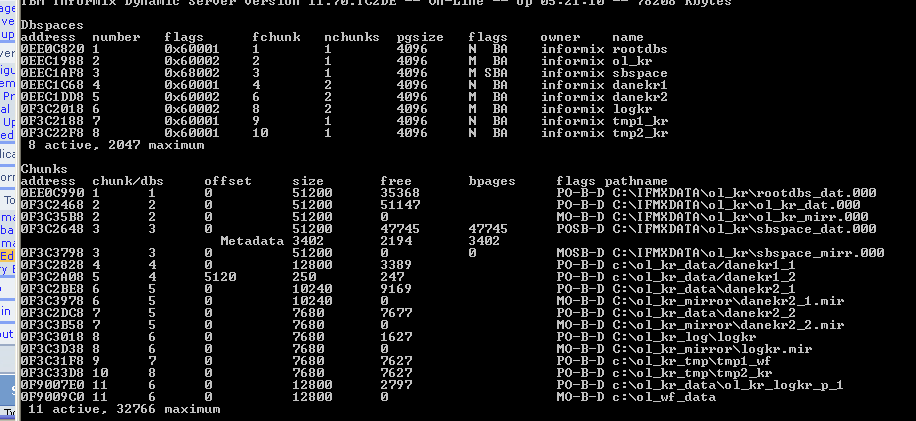 IBM Informix Dynamic Server Version 11.70.TC2DE -- On-Line -- Up 05:21:10 -- 78208 Kbytes
Dbspaces
address number flags fchunk nchunks pgsize flags owner name
0EE0C820 1 0x60001 1 1 4096 N BA informix rootdbs
0EEC1988 2 0x60002 2 1 4096 M BA informix ol_kr
0EEC1AF8 3 0x68002 3 1 4096 M SBA informix sbspace
0EEC1C68 4 0x60001 4 2 4096 N BA informix danekr1
0EEC1DD8 5 0x60002 6 2 4096 M BA informix danekr2
0F3C2018 6 0x60002 8 2 4096 M BA informix logkr
0F3C2188 7 0x60001 9 1 4096 N BA informix tmp1_kr
0F3C22F8 8 0x60001 10 1 4096 N BA informix tmp2_kr
8 active, 2047 maximum
Chunks
address chunk/dbs offset size free bpages flags pathname
0EE0C990 1 1 0 51200 35368 PO-B-D C:\IFMXDATA\ol_kr\rootdbs_dat.000
0F3C2468 2 2 0 51200 51147 PO-B-D C:\IFMXDATA\ol_kr\ol_kr_dat.000
0F3C35B8 2 2 0 51200 0 MO-B-D C:\IFMXDATA\ol_kr\ol_kr_mirr.000
0F3C2648 3 3 0 51200 47745 47745 POSB-D C:\IFMXDATA\ol_kr\sbspace_dat.000
Metadata 3402 2194 3402
0F3C3798 3 3 0 51200 0 0 MOSB-D C:\IFMXDATA\ol_kr\sbspace_mirr.000
0F3C2828 4 4 0 12800 3389 PO-B-D C:\ol_kr_data/danekr1_1
0F3C2A08 5 4 5120 250 247 PO-B-D C:\ol_kr_data/danekr1_2
0F3C2BE8 6 5 0 10240 9169 PO-B-D C:\ol_kr_data\danekr2_1
0F3C3978 6 5 0 10240 0 MO-B-D C:\ol_kr_mirror\danekr2_1.mir
0F3C2DC8 7 5 0 7680 7677 PO-B-D C:\ol_kr_data\danekr2_2
0F3C3B58 7 5 0 7680 0 MO-B-D C:\ol_kr_mirror\danekr2_2.mir
0F3C3018 8 6 0 7680 1627 PO-B-D C:\ol_kr_log\logkr
0F3C3D38 8 6 0 7680 0 MO-B-D C:\ol_kr_mirror\logkr.mir
0F3C31F8 9 7 0 7680 7627 PO-B-D C:\ol_kr_tmp\tmp1_wf
0F3C33D8 10 8 0 7680 7627 PO-B-D C:\ol_kr_tmp\tmp2_kr
0F9007E0 11 6 0 12800 2797 PO-B-D c:\ol_kr_data\ol_kr_logkr_p_1
0F9009C0 11 6 0 12800 0 MO-B-D c:\ol_wf_data
11 active, 32766 maximum